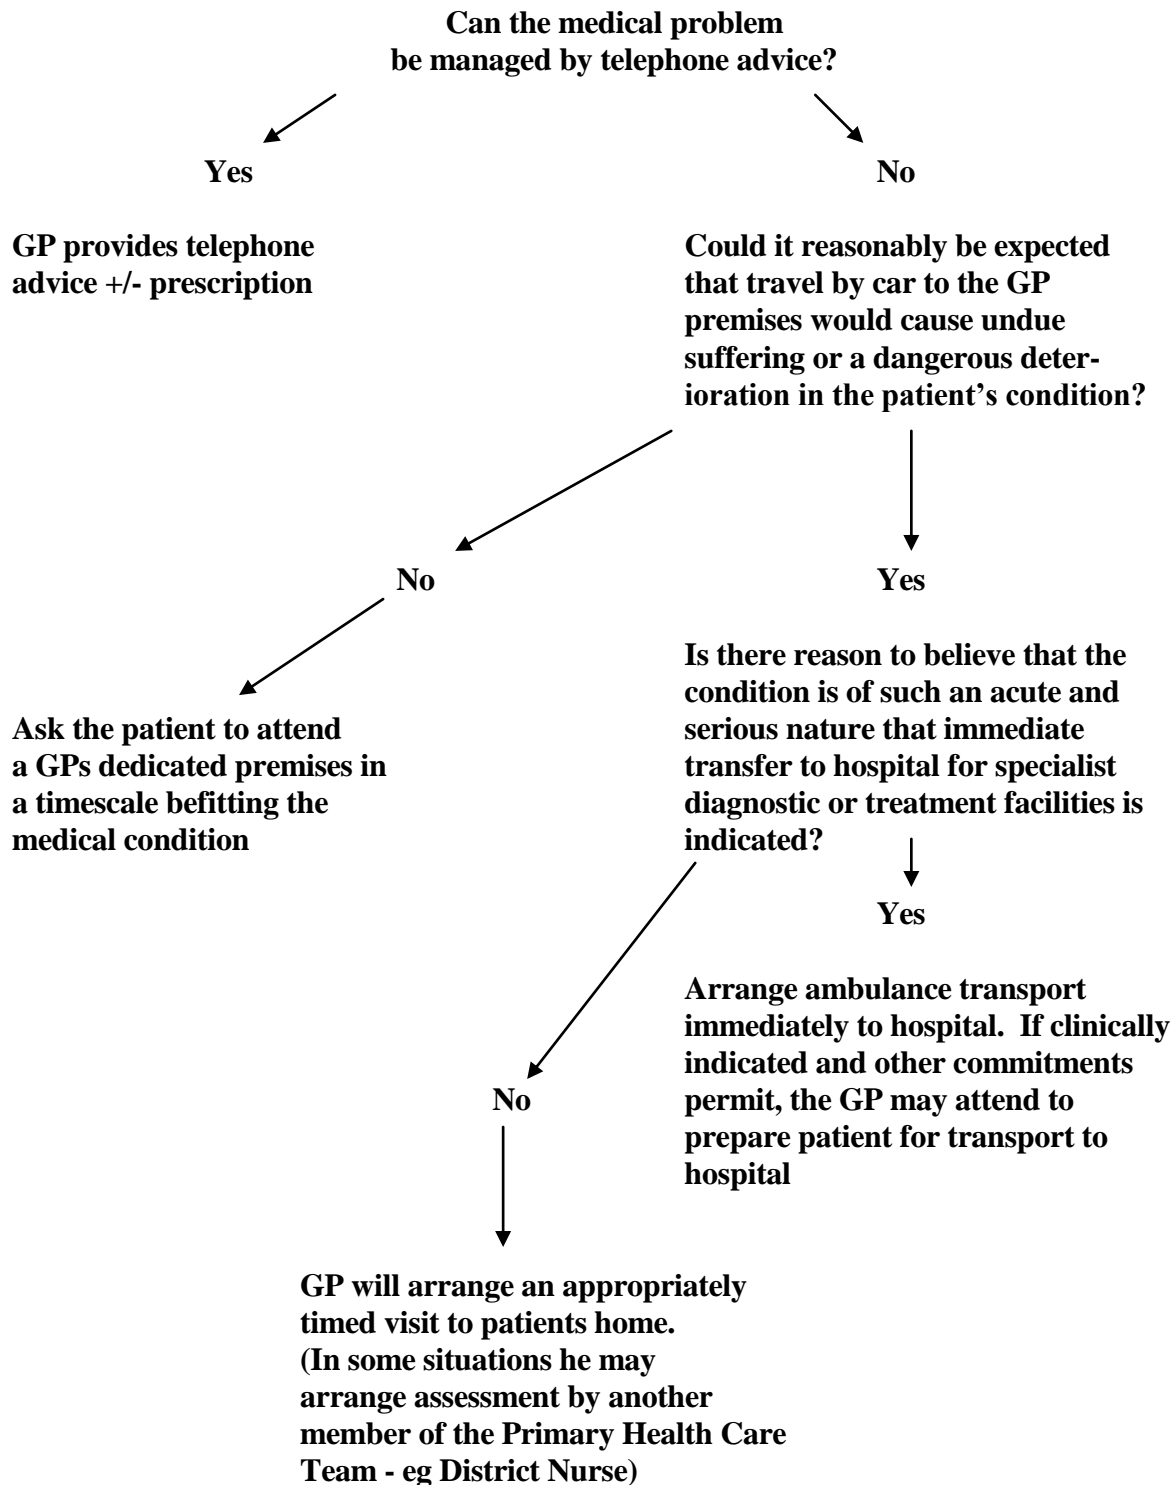 Can the medical problem
be managed by telephone advice?
Yes
No
GP provides telephone
advice +/- prescription
Could it reasonably be expected
that travel by car to the GP
premises would cause undue
suffering or a dangerous deter-
ioration in the patient’s condition?
No
Yes
Ask the patient to attend
a GPs dedicated premises in
a timescale befitting the
medical condition
Is there reason to believe that the
condition is of such an acute and
serious nature that immediate
transfer to hospital for specialist
diagnostic or treatment facilities is
indicated?
Yes
Arrange ambulance transport
immediately to hospital.  If clinically
indicated and other commitments
permit, the GP may attend to
prepare patient for transport to
hospital
No
GP will arrange an appropriately
timed visit to patients home.
(In some situations he may
arrange assessment by another
member of the Primary Health Care
Team - eg District Nurse)